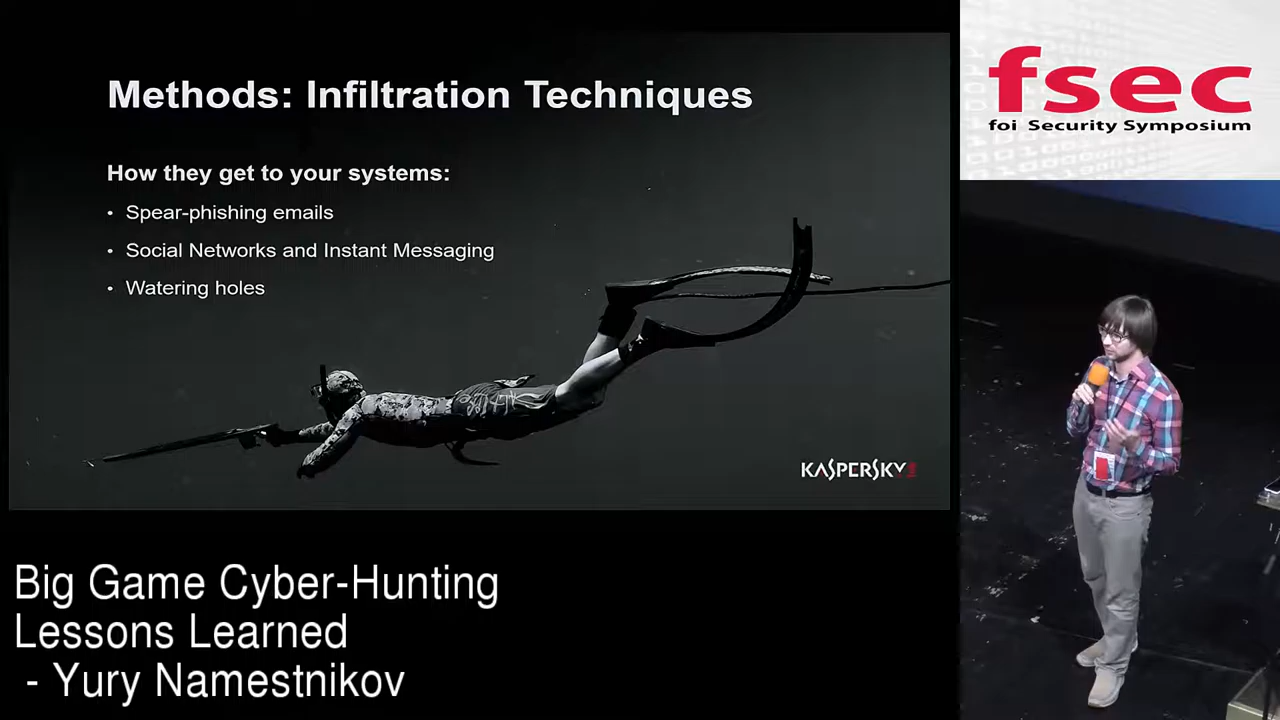 Methods: Infiltration Techniques
How they get to your systems:
• Spear-phishing emails
• Social Networks and Instant Messaging
• Watering holes
KASPERSKY
fsec
foi Security Symposium
Big Game Cyber-Hunting
Lessons Learned
- Yury Namestnikov